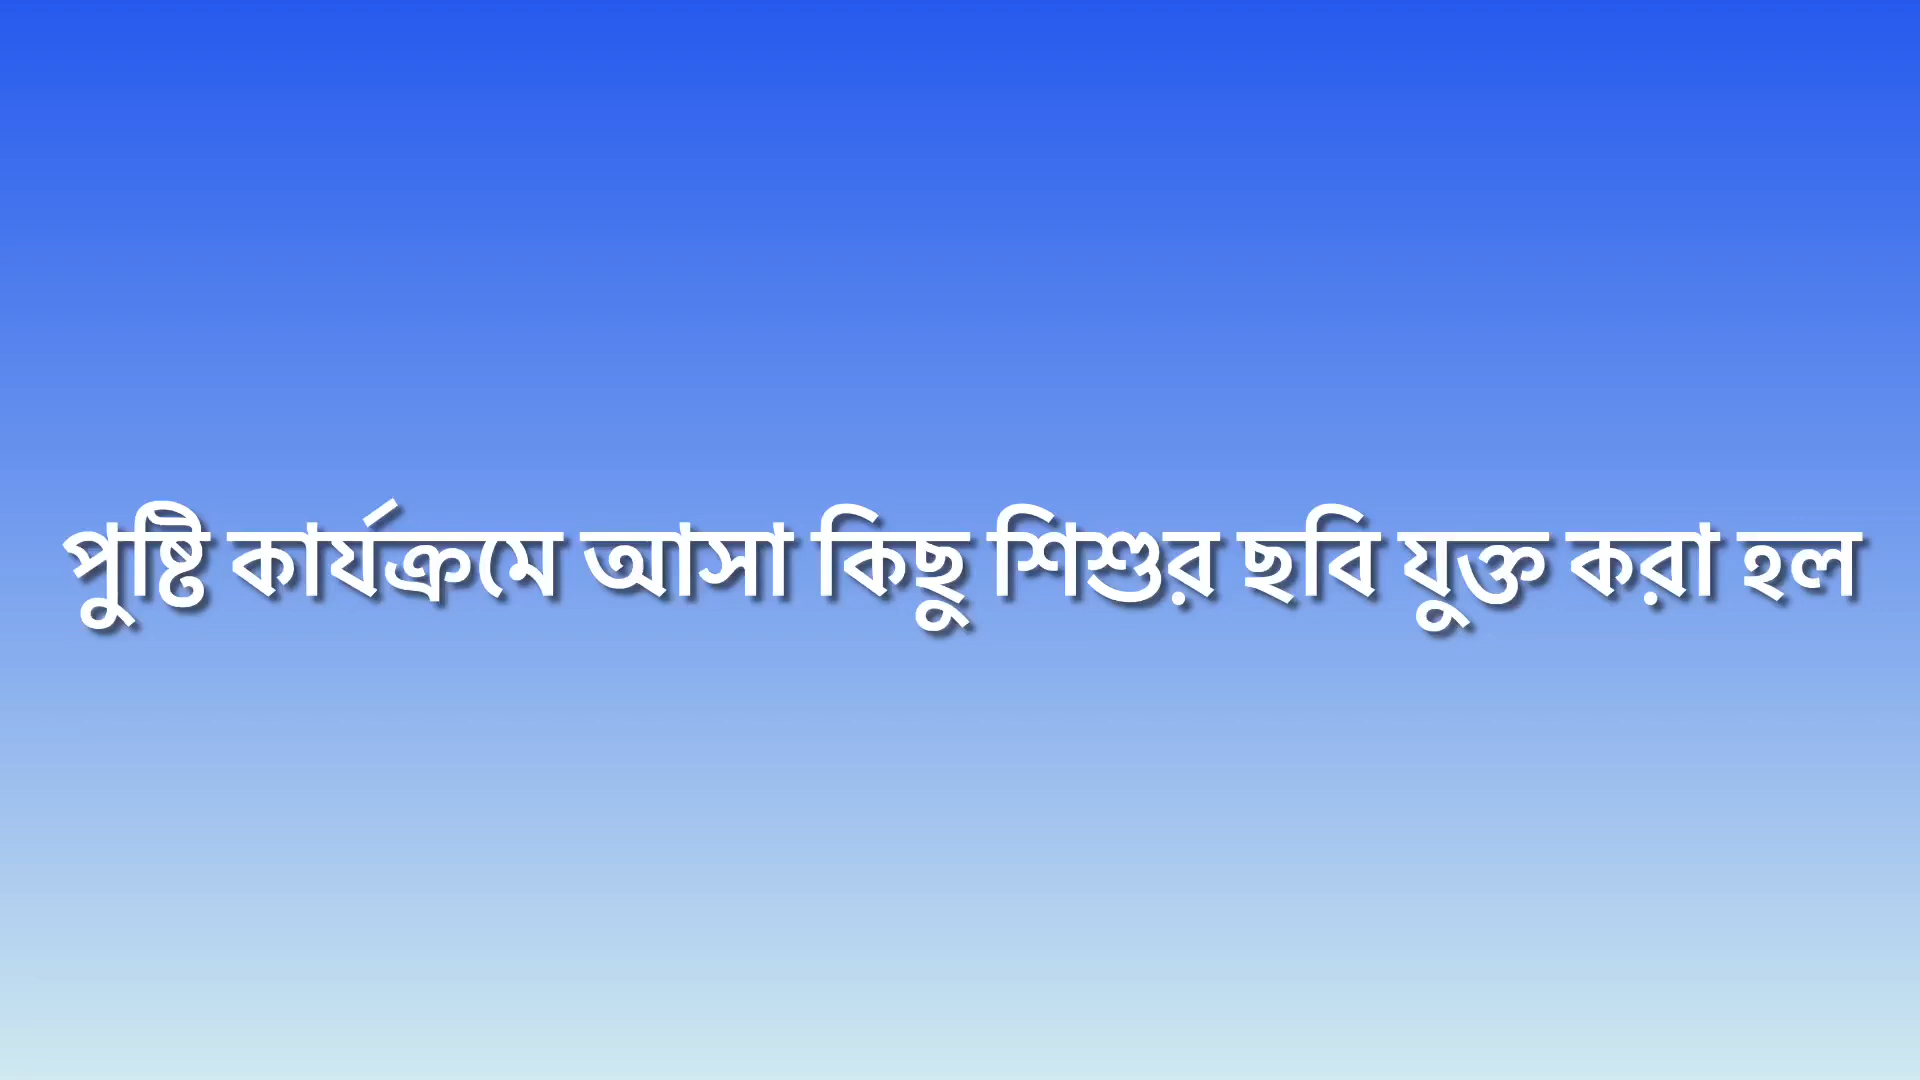 পুষ্টি কার্যক্রমে আসা কিছু শিশুর ছবি যুক্ত করা হল